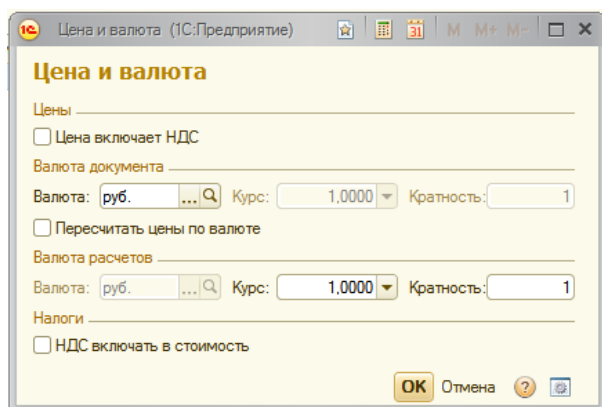 1С Цена и валюта (1С:Предприятие) 31 M M+ M-
Цена и валюта
Цены
Цена включает НДС
Валюта документа
Валюта: руб. ... Курс: 1,0000 Кратность: 1
Пересчитать цены по валюте
Валюта расчетов
Валюта: руб. ... Курс: 1,0000 Кратность: 1
Налоги
НДС включать в стоимость
ОК Отмена ?